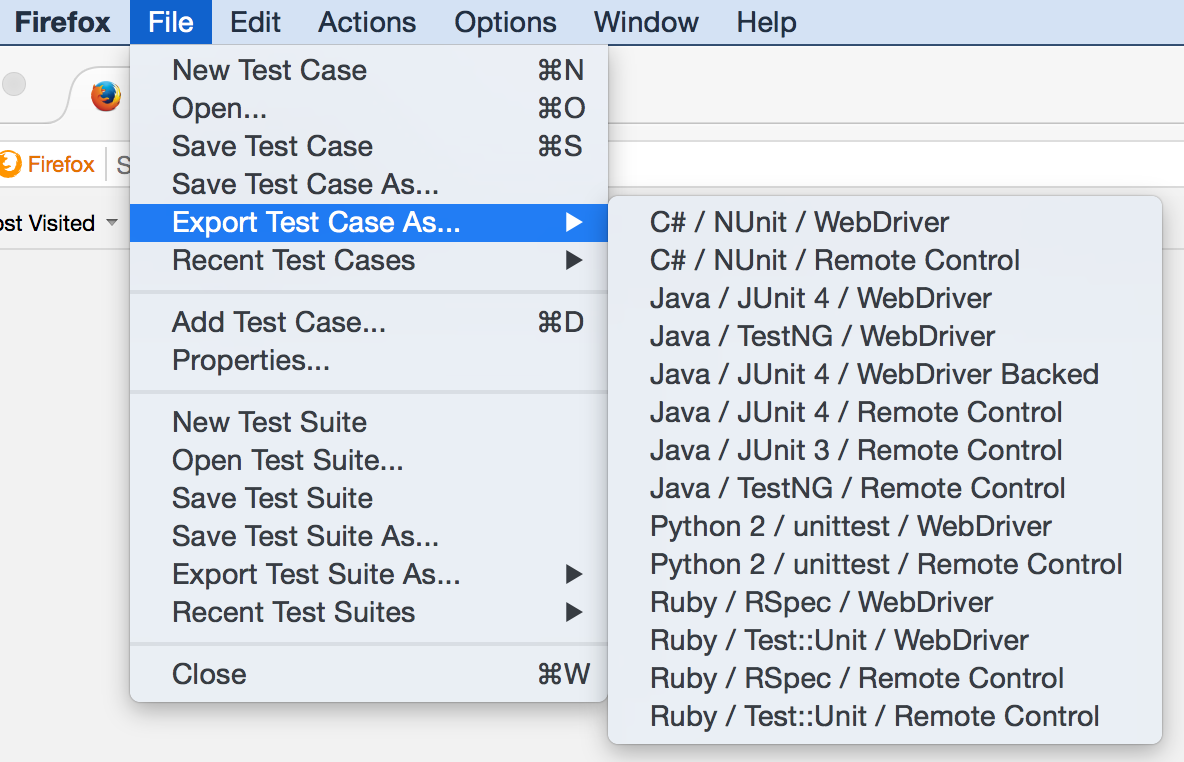 Firefox File Edit Actions Options Window Help
New Test Case ⌘N
Open... ⌘O
Save Test Case ⌘S
Save Test Case As...
Export Test Case As... ▶
Recent Test Cases ▶
Add Test Case... ⌘D
Properties...
New Test Suite
Open Test Suite...
Save Test Suite
Save Test Suite As...
Export Test Suite As... ▶
Recent Test Suites ▶
Close ⌘W
C# / NUnit / WebDriver
C# / NUnit / Remote Control
Java / JUnit 4 / WebDriver
Java / TestNG / WebDriver
Java / JUnit 4 / WebDriver Backed
Java / JUnit 4 / Remote Control
Java / JUnit 3 / Remote Control
Java / TestNG / Remote Control
Python 2 / unittest / WebDriver
Python 2 / unittest / Remote Control
Ruby / RSpec / WebDriver
Ruby / Test::Unit / WebDriver
Ruby / RSpec / Remote Control
Ruby / Test::Unit / Remote Control
Firefox
Visited